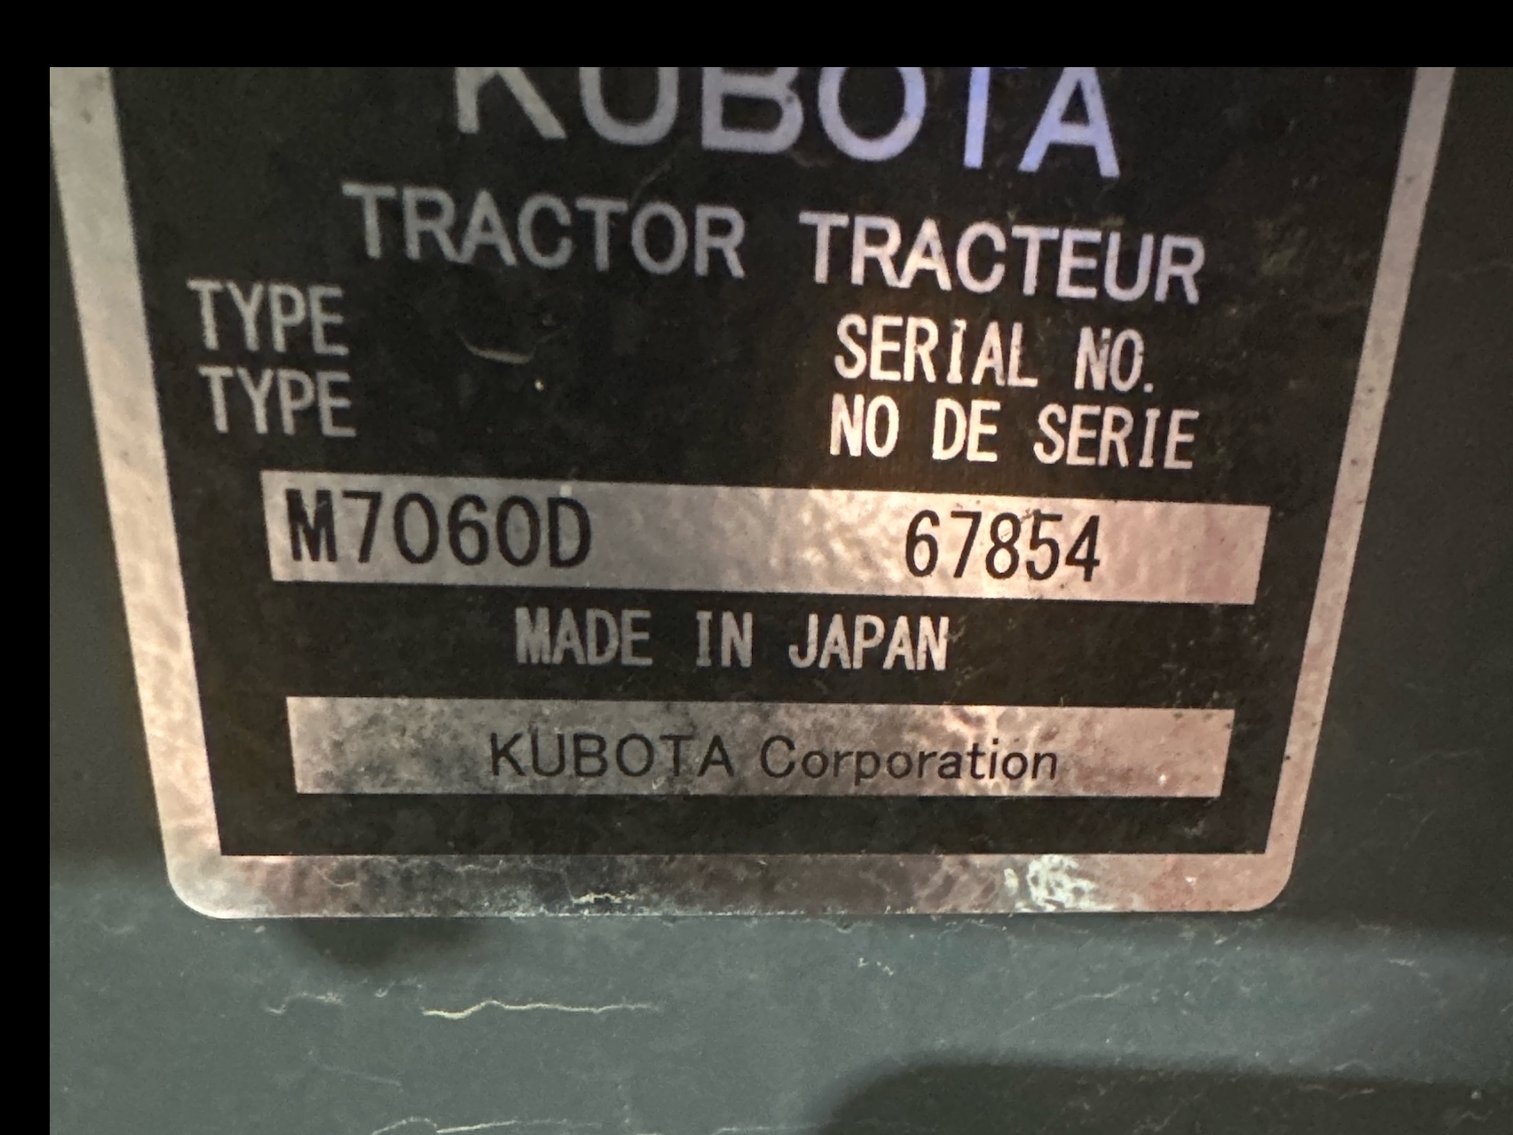 KUBOTA
TRACTOR TRACTEUR
TYPE SERIAL NO.
TYPE NO DE SERIE
M7060D 67854
MADE IN JAPAN
KUBOTA Corporation